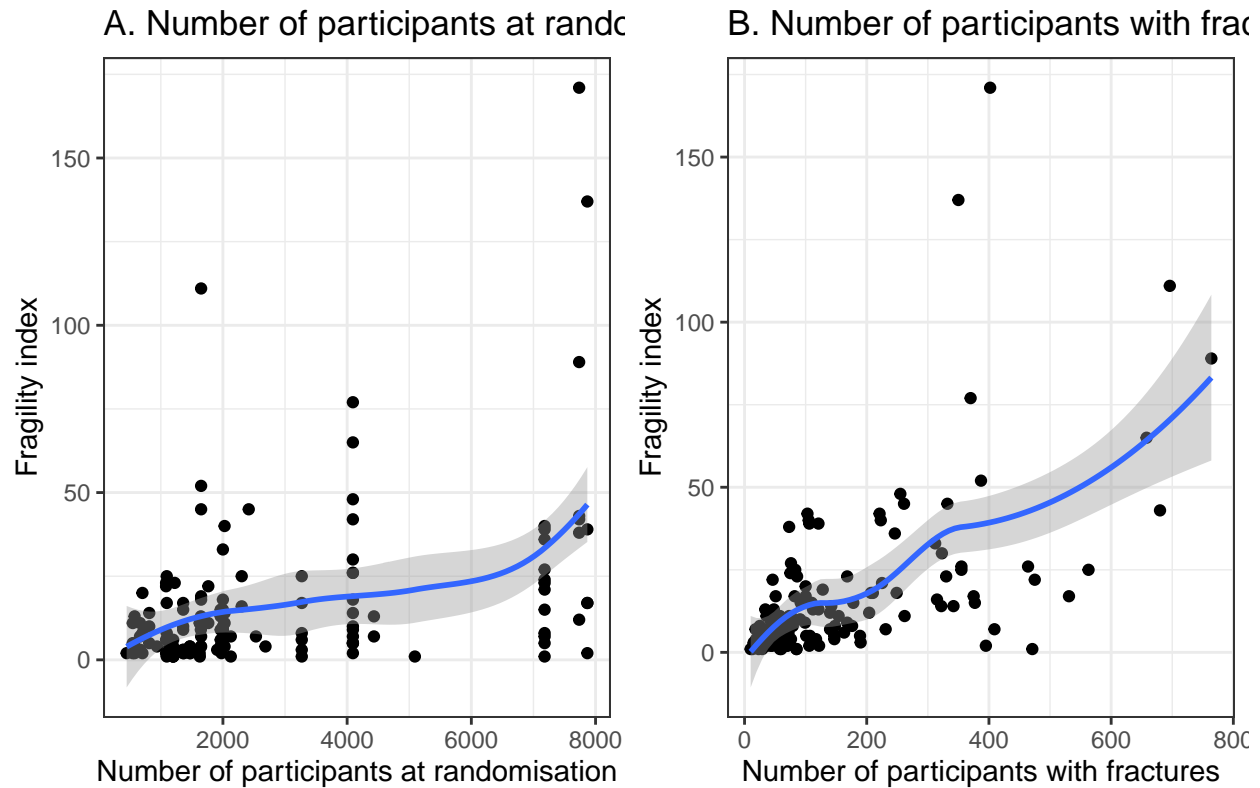 A. Number of participants at rando
B. Number of participants with frac
Fragility index
150
100
50
0
2000
4000
6000
8000
Number of participants at randomisation
Fragility index
150
100
50
0
0
200
400
600
800
Number of participants with fractures